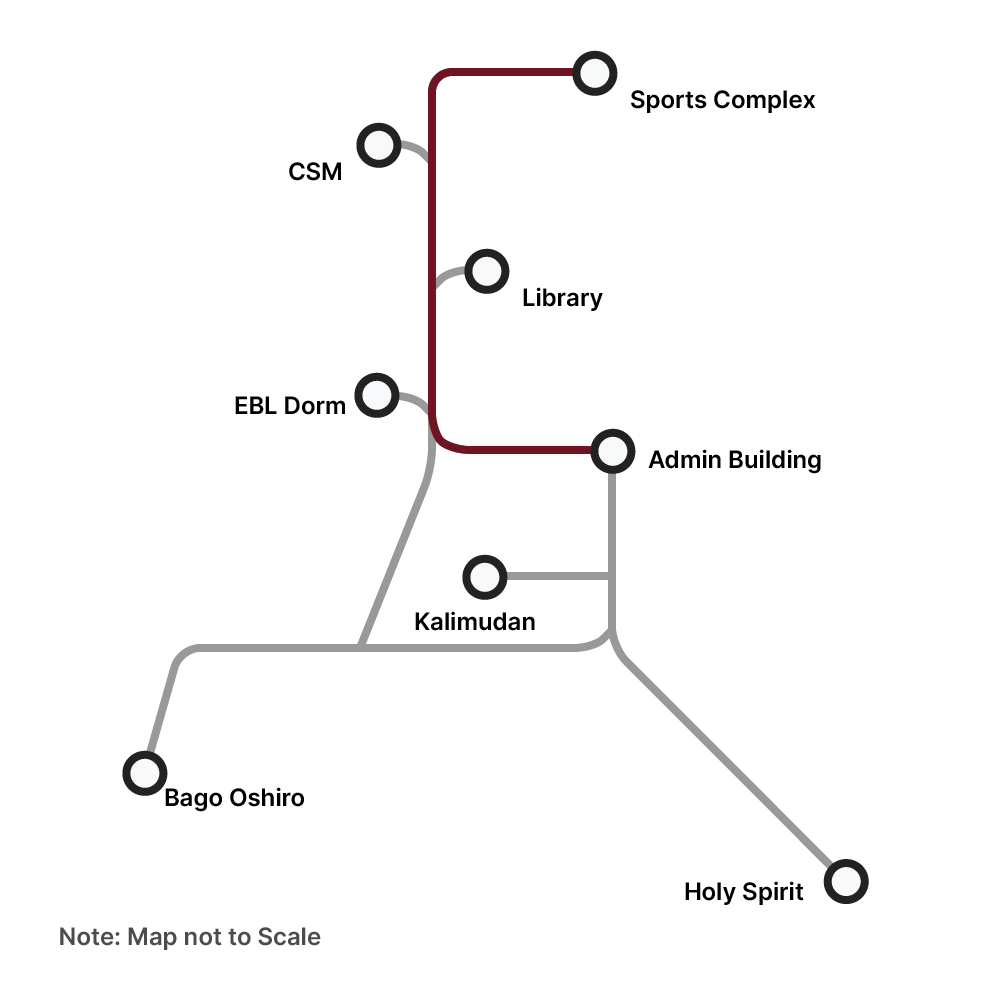 Sports Complex
CSM
Library
EBL Dorm
Admin Building
Kalimudan
Bago Oshiro
Holy Spirit
Note: Map not to Scale